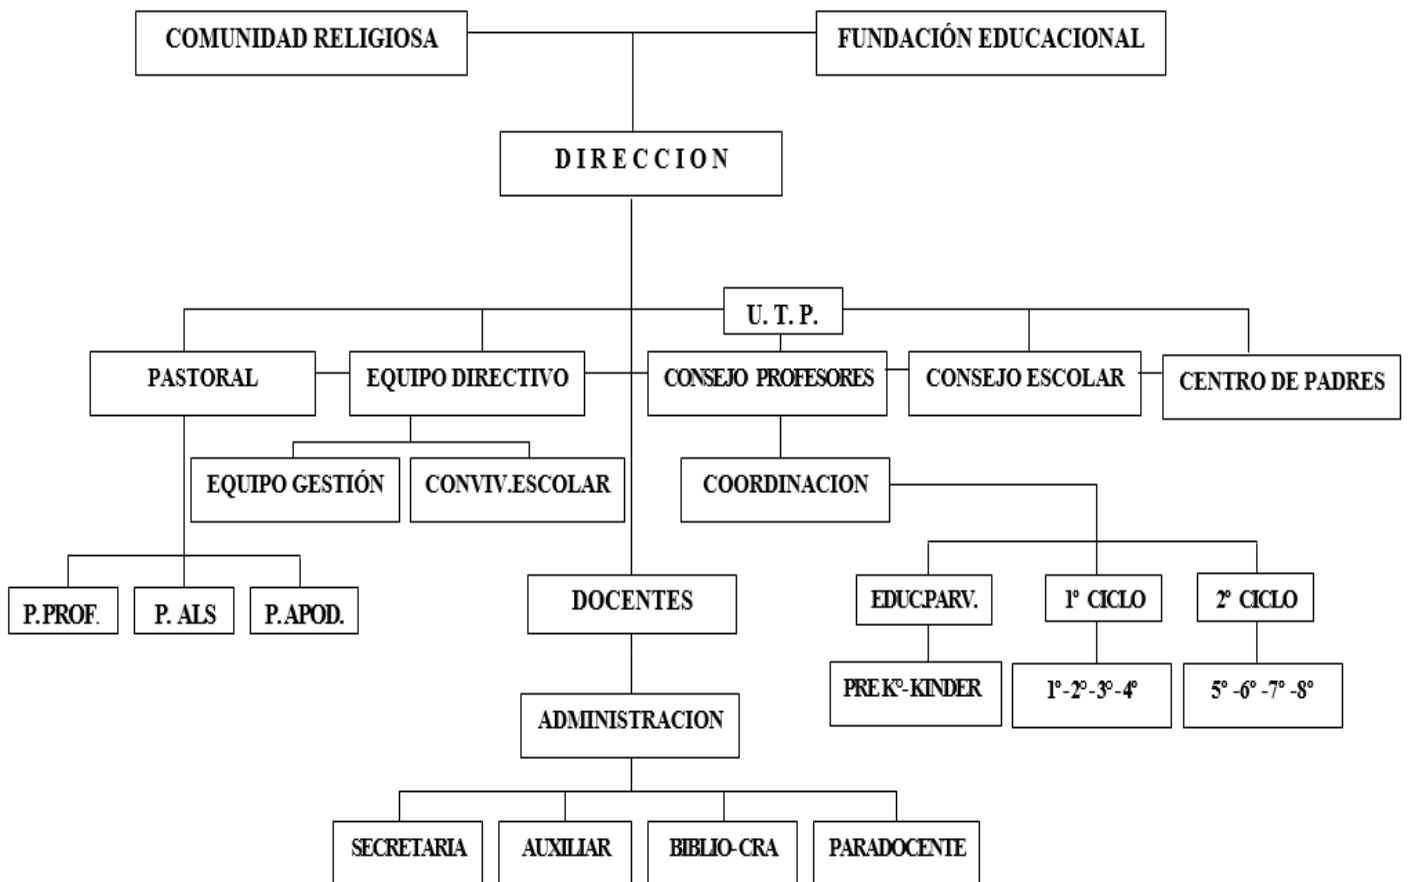 COMUNIDAD RELIGIOSA
FUNDACIÓN EDUCACIONAL
DIRECCION
U. T. P.
PASTORAL
EQUIPO DIRECTIVO
CONSEJO PROFESORES
CONSEJO ESCOLAR
CENTRO DE PADRES
EQUIPO GESTIÓN
CONVIV.ESCOLAR
COORDINACION
P. PROF.
P. ALS
P. APOD.
DOCENTES
EDUC.PARV.
1º CICLO
2º CICLO
PRE Kº- KINDER
1º -2º -3º -4º
5º -6º -7º -8º
ADMINISTRACION
SECRETARIA
AUXILIAR
BIBLIO- CRA
PARADOCENTE